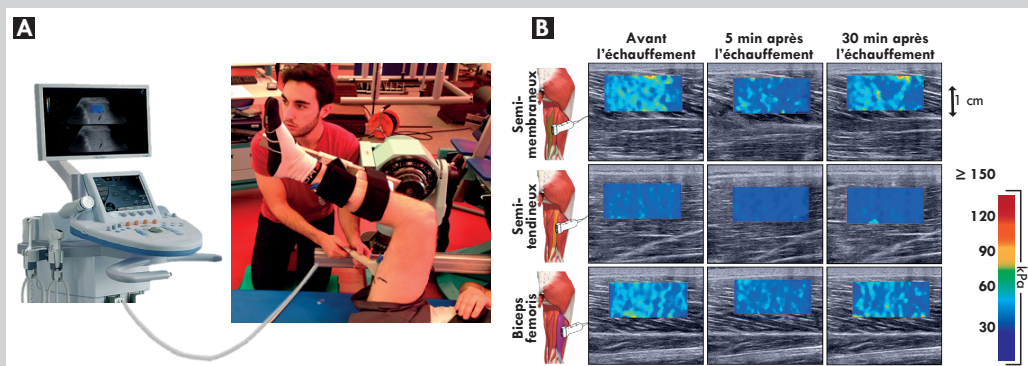 A
B
Avant
l'échauffement
5 min après
l'échauffement
30 min après
l'échauffement
Semi-
membraneux
1 cm
Semi-
tendineux
Biceps
femoris
≥ 150
120
90
60
30
kPa